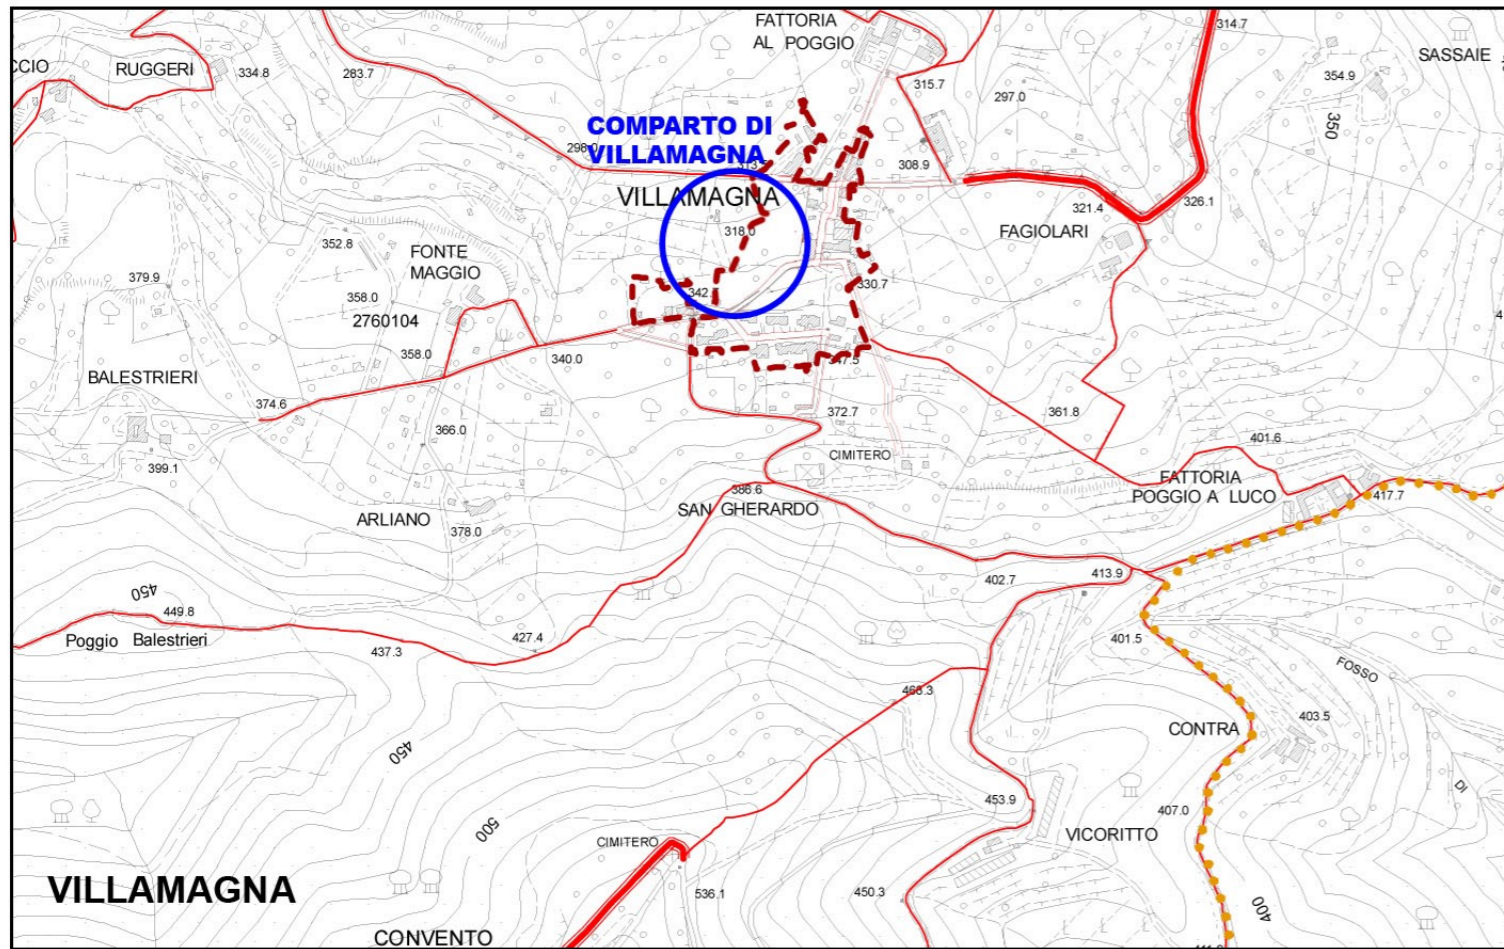 FATTORIA
AL POGGIO
314.7
SASSAIE
RUGGERI
334.8
283.7
315.7
297.0
354.9
350
COMPARTO DI
VILLAMAGNA
298.0
308.9
VILLAMAGNA
321.4
326.1
318.0
FAGIOLARI
352.8
FONTE
MAGGIO
379.9
358.0
342.
330.7
2760104
358.0
340.0
347.5
BALESTRIERI
374.6
366.0
372.7
361.8
401.6
399.1
CIMITERO
FATTORIA
POGGIO A LUCO
417.7
386.6
SAN GHERARDO
ARLIANO
378.0
402.7
413.9
450
449.8
Poggio Balestrieri
437.3
427.4
401.5
FOSSO
468.3
403.5
CONTRA
450
DI
453.9
407.0
500
VICORITTO
CIMITERO
VILLAMAGNA
536.1
450.3
400
CONVENTO